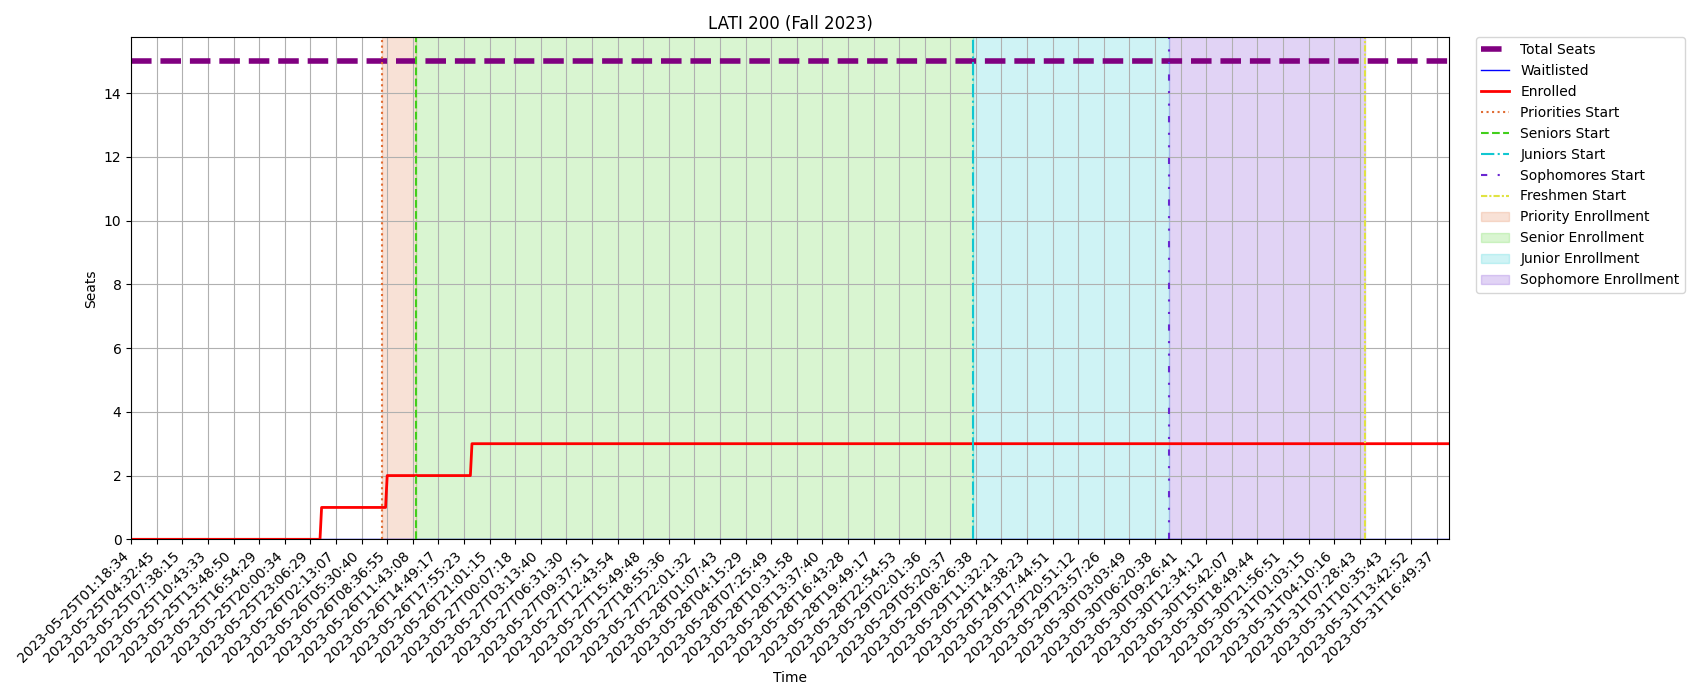 LATI 200 (Fall 2023)
Total Seats
Waitlisted
Enrolled
Priorities Start
Seniors Start
Juniors Start
Sophomores Start
Freshmen Start
Priority Enrollment
Senior Enrollment
Junior Enrollment
Sophomore Enrollment
Seats
14
12
10
8
6
4
2
0
2023-05-25T01:18:34
2023-05-25T04:32:45
2023-05-25T07:38:15
2023-05-25T10:43:33
2023-05-25T13:48:50
2023-05-25T16:54:29
2023-05-25T20:00:34
2023-05-25T23:06:29
2023-05-26T02:13:07
2023-05-26T05:30:40
2023-05-26T08:36:55
2023-05-26T11:43:08
2023-05-26T14:49:17
2023-05-26T17:55:23
2023-05-26T21:01:15
2023-05-27T00:07:18
2023-05-27T03:13:40
2023-05-27T06:31:30
2023-05-27T09:37:51
2023-05-27T12:43:54
2023-05-27T15:49:48
2023-05-27T18:55:36
2023-05-27T22:01:32
2023-05-28T01:07:43
2023-05-28T04:15:29
2023-05-28T07:25:49
2023-05-28T10:31:58
2023-05-28T13:37:40
2023-05-28T16:43:28
2023-05-28T19:49:17
2023-05-28T22:54:53
2023-05-29T02:01:36
2023-05-29T05:20:37
2023-05-29T08:26:38
2023-05-29T11:32:21
2023-05-29T14:38:23
2023-05-29T17:44:51
2023-05-29T20:51:12
2023-05-29T23:57:26
2023-05-30T03:03:49
2023-05-30T06:20:38
2023-05-30T09:26:41
2023-05-30T12:34:12
2023-05-30T15:42:07
2023-05-30T18:49:44
2023-05-30T21:56:51
2023-05-31T01:03:15
2023-05-31T04:10:16
2023-05-31T07:28:43
2023-05-31T10:35:43
2023-05-31T13:42:52
2023-05-31T16:49:37
Time